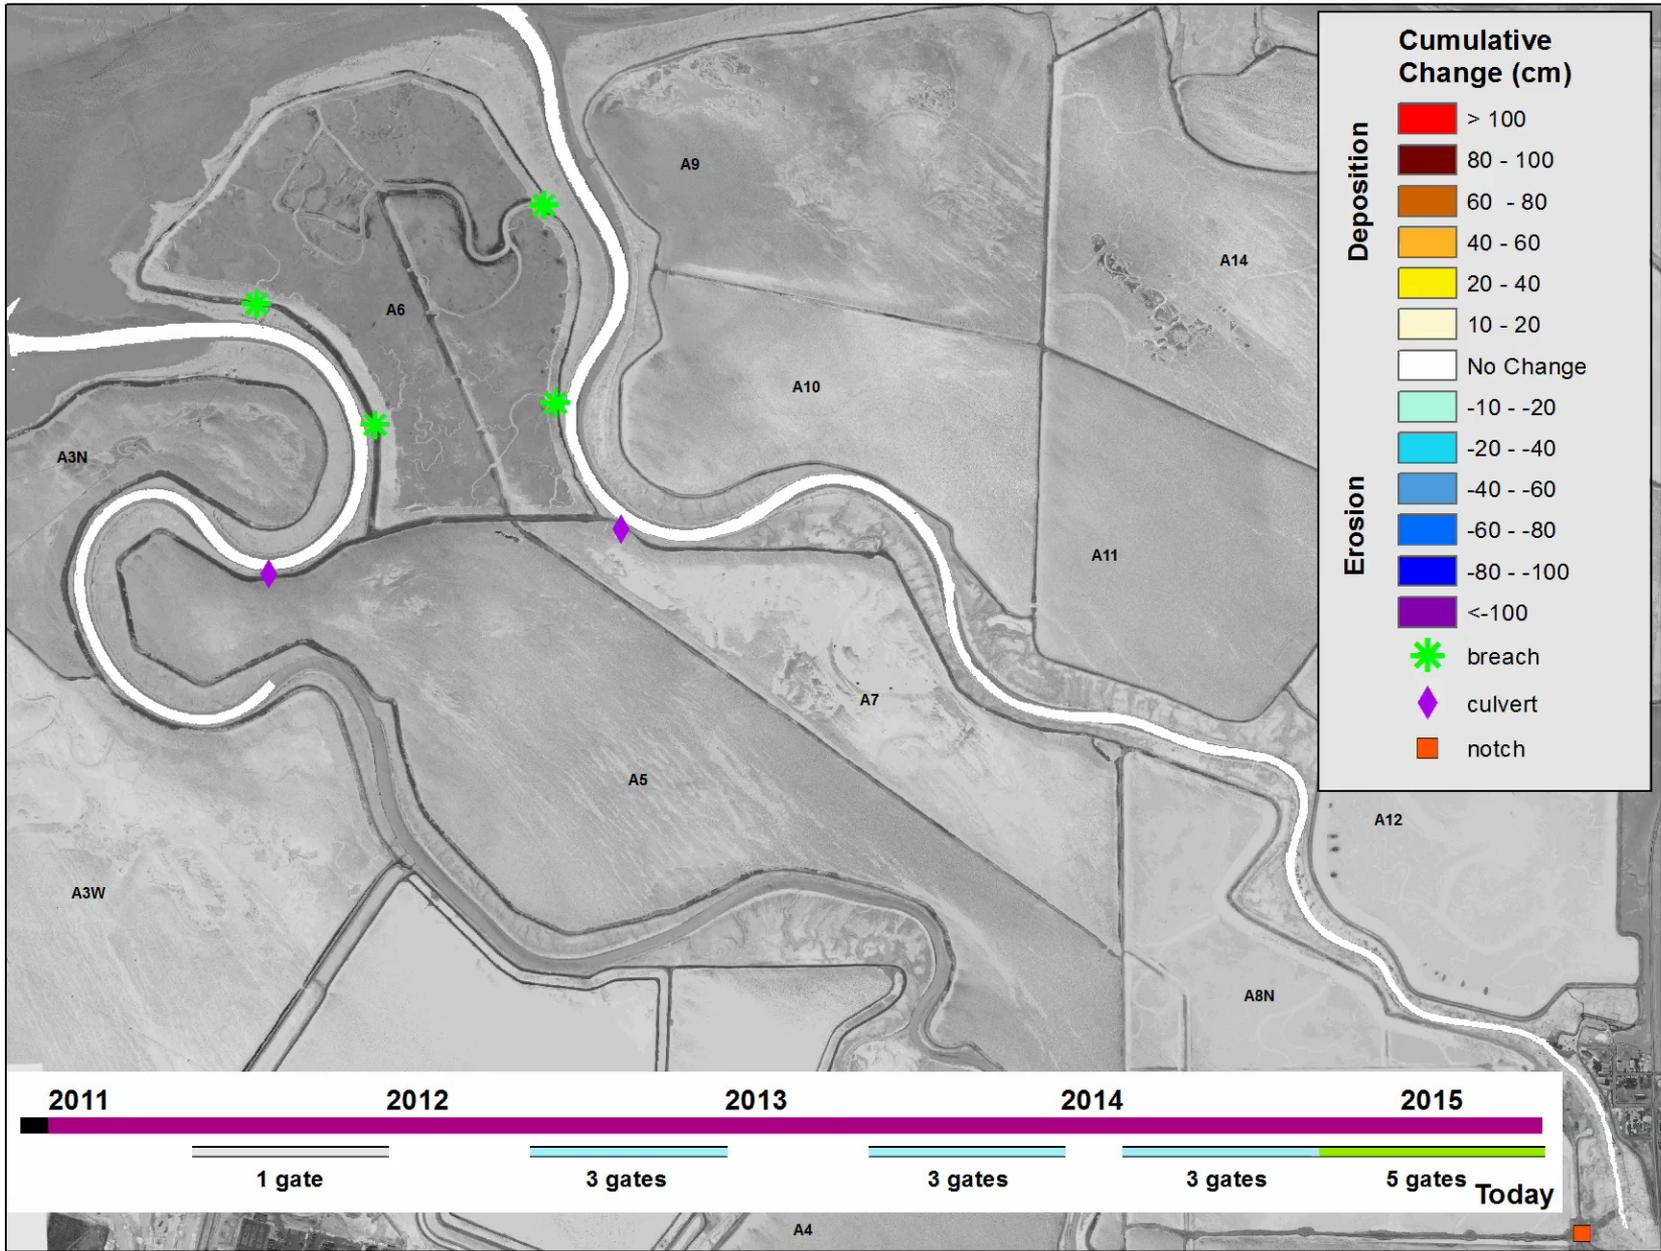 Cumulative
Change (cm)
Deposition
> 100
80 - 100
60 - 80
40 - 60
20 - 40
10 - 20
No Change
Erosion
-10 - -20
-20 - -40
-40 - -60
-60 - -80
-80 - -100
<-100
breach
culvert
notch
A9
A14
A6
A10
A3N
A11
A7
A5
A12
A3W
A8N
2011 2012 2013 2014 2015
1 gate 3 gates 3 gates 3 gates 5 gates
Today
A4